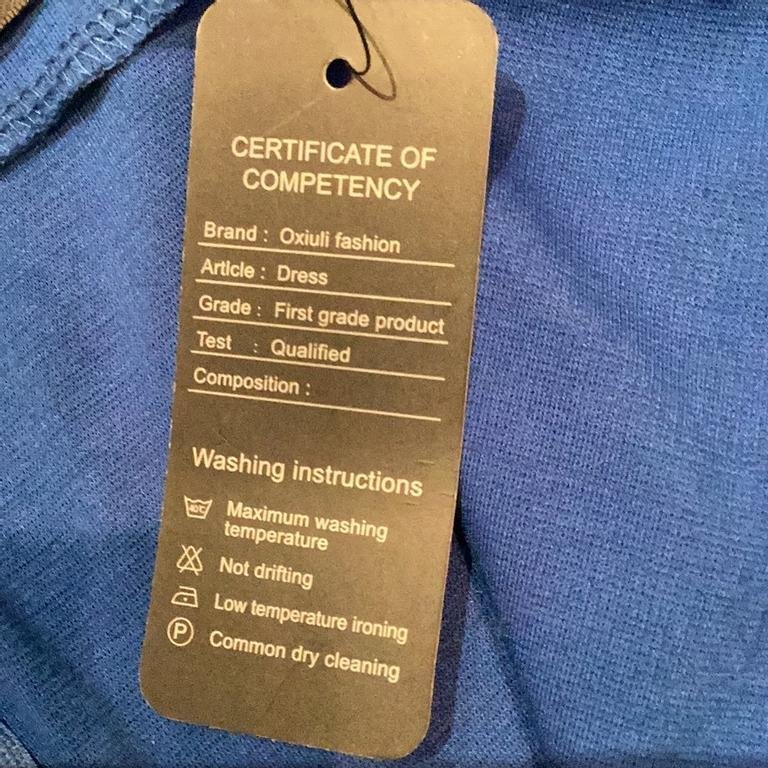 CERTIFICATE OF
COMPETENCY
Brand : Oxiuli fashion
Article : Dress
Grade : First grade product
Test : Qualified
Composition :
Washing instructions
40°C Maximum washing
temperature
Not drifting
Low temperature ironing
P Common dry cleaning